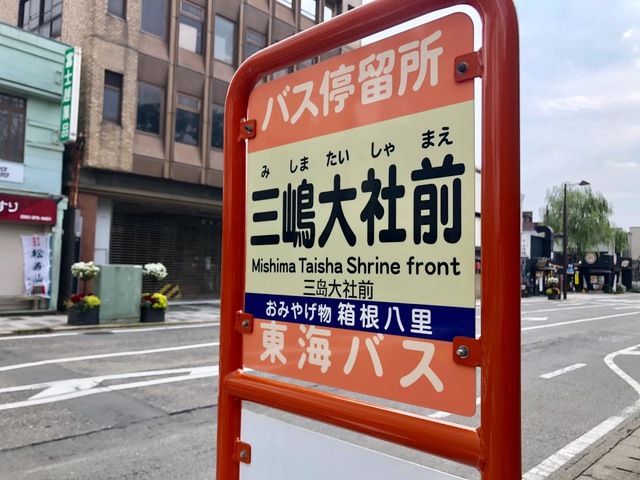 バス停留所
みしまたいしゃまえ
三嶋大社前
Mishima Taisha Shrine front
三岛大社前
おみやげ物 箱根八里
東海バス